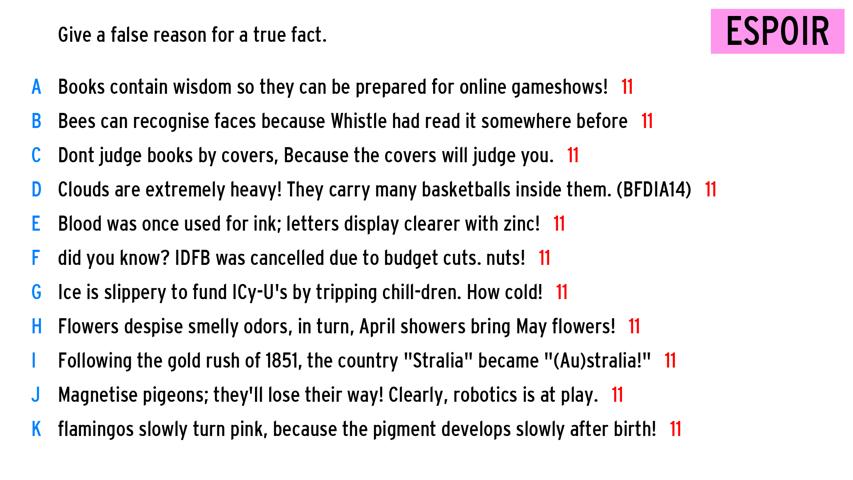 Give a false reason for a true fact.
ESPOIR
A Books contain wisdom so they can be prepared for online gameshows! 11
B Bees can recognise faces because Whistle had read it somewhere before 11
C Dont judge books by covers, Because the covers will judge you. 11
D Clouds are extremely heavy! They carry many basketballs inside them. (BFDIA14) 11
E Blood was once used for ink; letters display clearer with zinc! 11
F did you know? IDFB was cancelled due to budget cuts. nuts! 11
G Ice is slippery to fund ICy-U's by tripping chill-dren. How cold! 11
H Flowers despise smelly odors, in turn, April showers bring May flowers! 11
I Following the gold rush of 1851, the country "Stralia" became "(Au)stralia!" 11
J Magnetise pigeons; they'll lose their way! Clearly, robotics is at play. 11
K flamingos slowly turn pink, because the pigment develops slowly after birth! 11